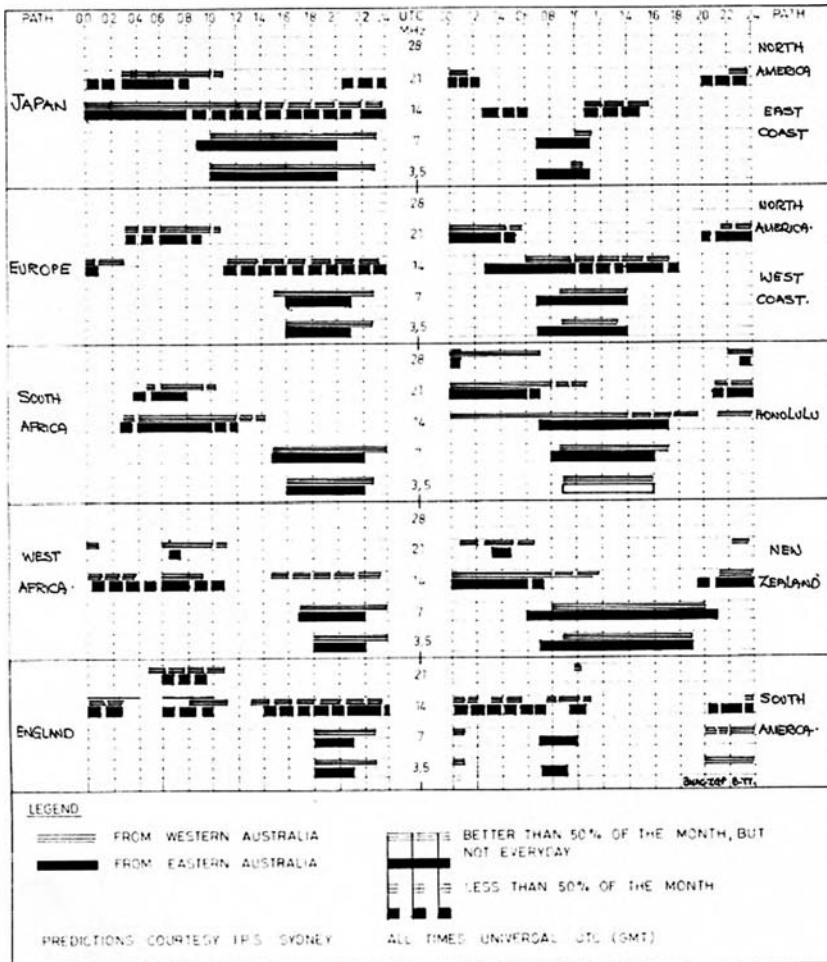 PATH 00 02 04 06 08 10 12 14 16 18 20 22 24 UTC 00 02 04 06 08 10 12 14 16 18 20 22 24 PATH
MHz
28
21
14
7
3,5
JAPAN
NORTH
AMERICA
EAST
COAST
28
21
14
7
3,5
EUROPE
NORTH
AMERICA.
WEST
COAST.
28
21
14
7
3,5
SOUTH
AFRICA
HONOLULU
28
21
14
7
3,5
WEST
AFRICA.
NEW
ZEALAND
21
14
7
3,5
ENGLAND
SOUTH
AMERICA.
LEGEND
FROM WESTERN AUSTRALIA
FROM EASTERN AUSTRALIA
BETTER THAN 50% OF THE MONTH, BUT
NOT EVERYDAY
LESS THAN 50% OF THE MONTH
PREDICTIONS COURTESY I.P.S. SYDNEY
ALL TIMES UNIVERSAL UTC (GMT)